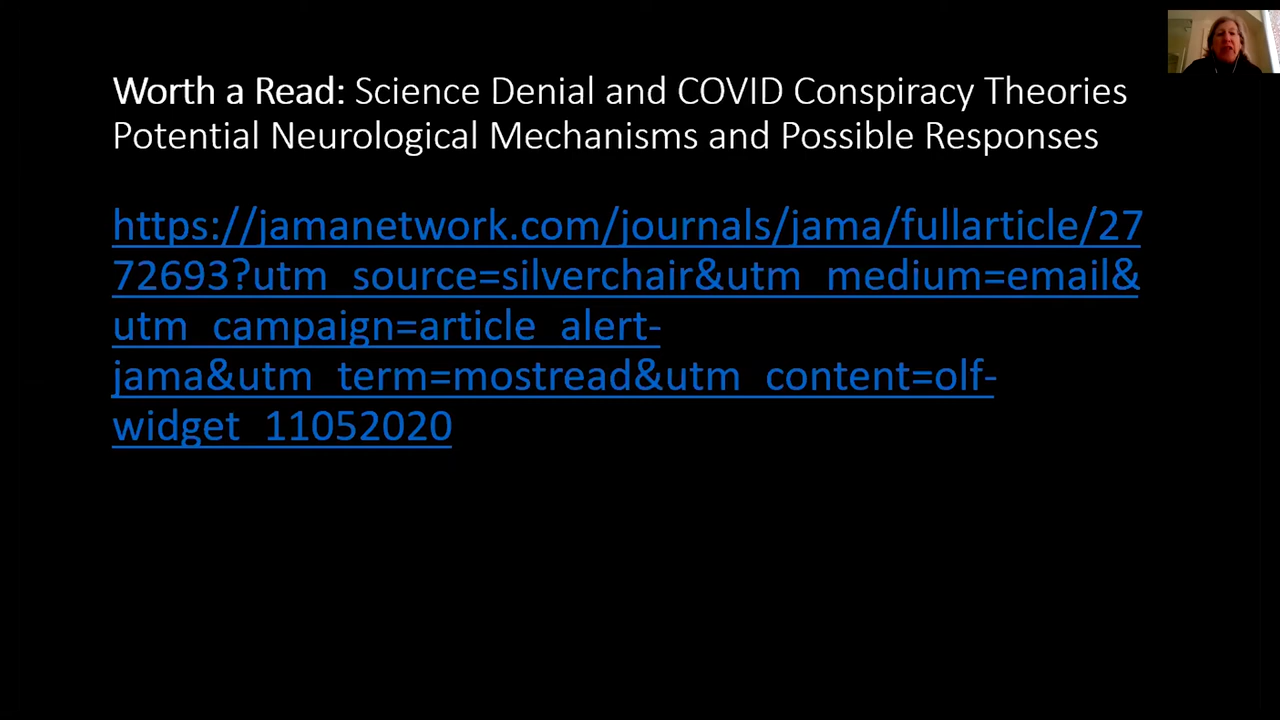 Worth a Read: Science Denial and COVID Conspiracy Theories
Potential Neurological Mechanisms and Possible Responses
https://jamanetwork.com/journals/jama/fullarticle/27
72693?utm_source=silverchair&utm_medium=email&
utm_campaign=article_alert-
jama&utm_term=mostread&utm_content=olf-
widget_11052020